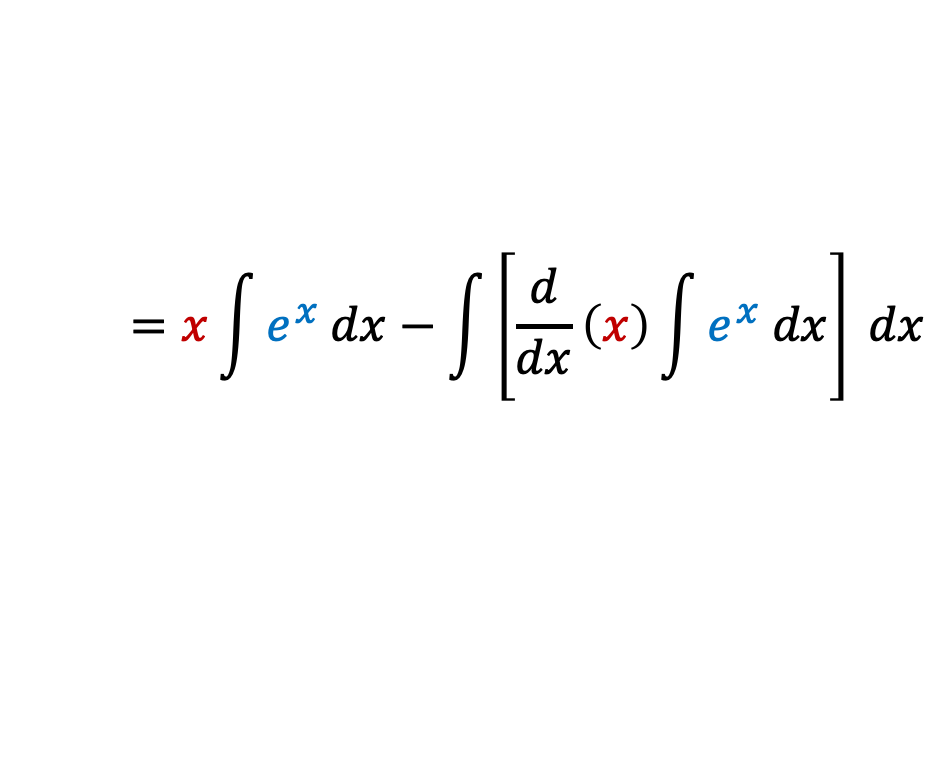 = x ∫ eˣ dx − ∫ [d/dx (x) ∫ eˣ dx] dx